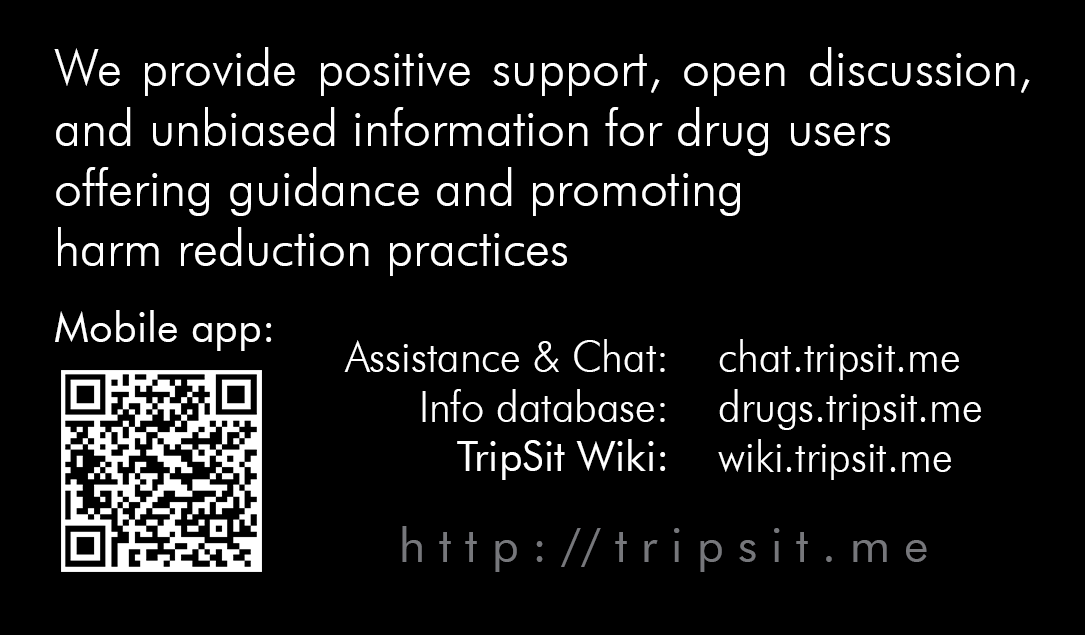 We provide positive support, open discussion,
and unbiased information for drug users
offering guidance and promoting
harm reduction practices
Mobile app:
Assistance & Chat: chat.tripsit.me
Info database: drugs.tripsit.me
TripSit Wiki: wiki.tripsit.me
http://tripsit.me